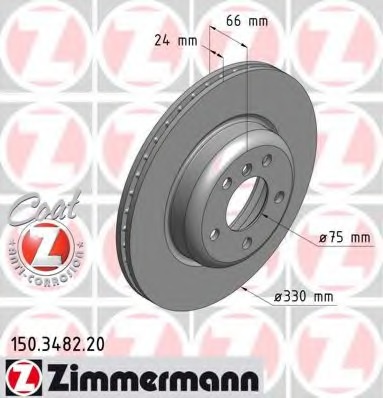 66 mm
24 mm
ø75 mm
ø330 mm
Coat
Z
ANTI-CORROSION
150.3482.20
Z Zimmermann